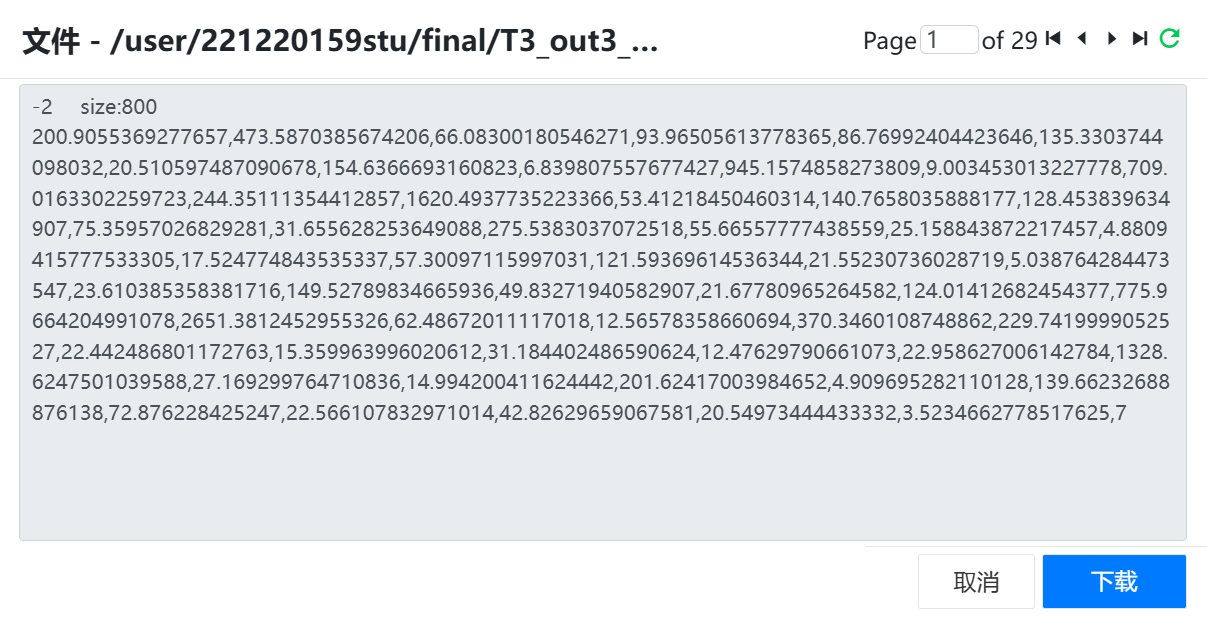 文件 - /user/221220159stu/final/T3_out3_...
Page 1 of 29
-2 size:800
200.9055369277657,473.5870385674206,66.08300180546271,93.96505613778365,86.76992404423646,135.3303744
098032,20.510597487090678,154.6366693160823,6.839807557677427,945.1574858273809,9.003453013227778,709.
0163302259723,244.35111354412857,1620.4937735223366,53.41218450460314,140.7658035888177,128.453839634
907,75.35957026829281,31.655628253649088,275.5383037072518,55.66557777438559,25.158843872217457,4.8809
415777533305,17.524774843535337,57.30097115997031,121.59369614536344,21.55230736028719,5.038764284473
547,23.610385358381716,149.52789834665936,49.83271940582907,21.67780965264582,124.01412682454377,775.9
664204991078,2651.3812452955326,62.48672011117018,12.56578358660694,370.3460108748862,229.74199990525
27,22.442486801172763,15.359963996020612,31.184402486590624,12.47629790661073,22.958627006142784,1328.
6247501039588,27.169299764710836,14.994200411624442,201.62417003984652,4.909695282110128,139.66232688
876138,72.876228425247,22.566107832971014,42.82629659067581,20.54973444433332,3.5234662778517625,7
取消
下载